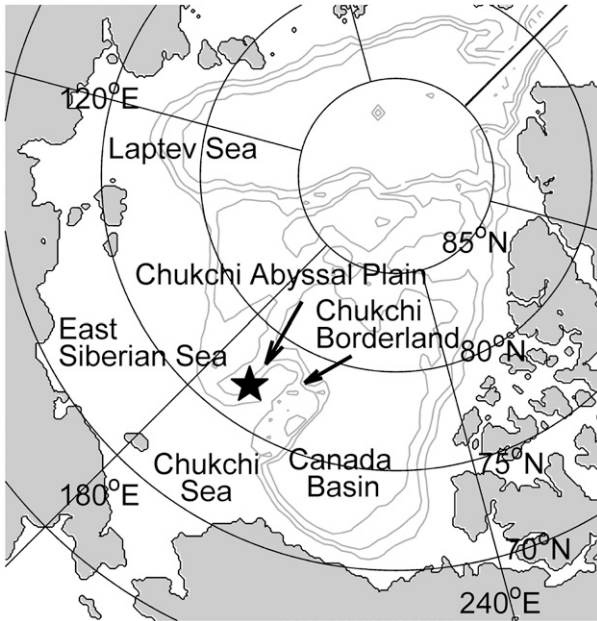 120°E
Laptev Sea
85°N
Chukchi Abyssal Plain
Chukchi
Borderland
East
Siberian Sea
80°N
Chukchi
Sea
Canada
Basin
75°N
180°E
70°N
240°E